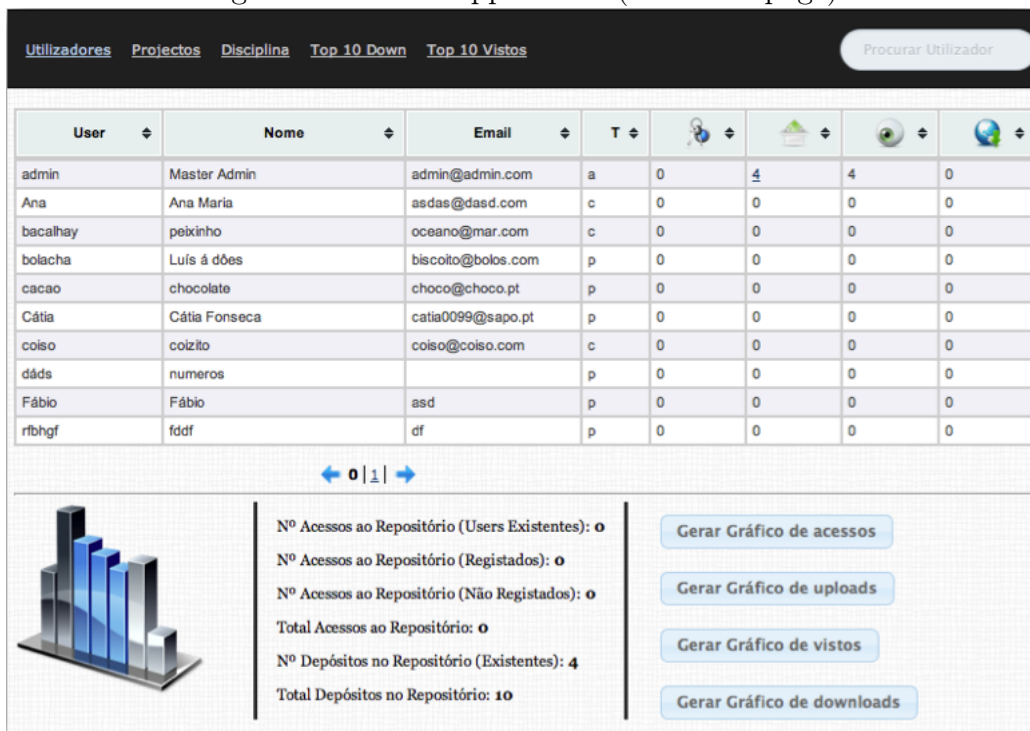 Utilizadores Projectos Disciplina Top 10 Down Top 10 Vistos Procurar Utilizador
User Nome Email T
admin Master Admin admin@admin.com a 0 4 4 0
Ana Ana Maria asdas@dasd.com c 0 0 0 0
bacalhay peixinho oceano@mar.com c 0 0 0 0
bolacha Luís á dôes biscoito@bolos.com p 0 0 0 0
cacao chocolate choco@choco.pt p 0 0 0 0
Cátia Cátia Fonseca catia0099@sapo.pt p 0 0 0 0
coiso coizito coiso@coiso.com c 0 0 0 0
dáds numeros p 0 0 0 0
Fábio Fábio asd p 0 0 0 0
rfbhgf fddf df p 0 0 0 0
0 | 1 |
Nº Acessos ao Repositório (Users Existentes): 0
Nº Acessos ao Repositório (Registados): 0
Nº Acessos ao Repositório (Não Registados): 0
Total Acessos ao Repositório: 0
Nº Depósitos no Repositório (Existentes): 4
Total Depósitos no Repositório: 10
Gerar Gráfico de acessos
Gerar Gráfico de uploads
Gerar Gráfico de vistos
Gerar Gráfico de downloads